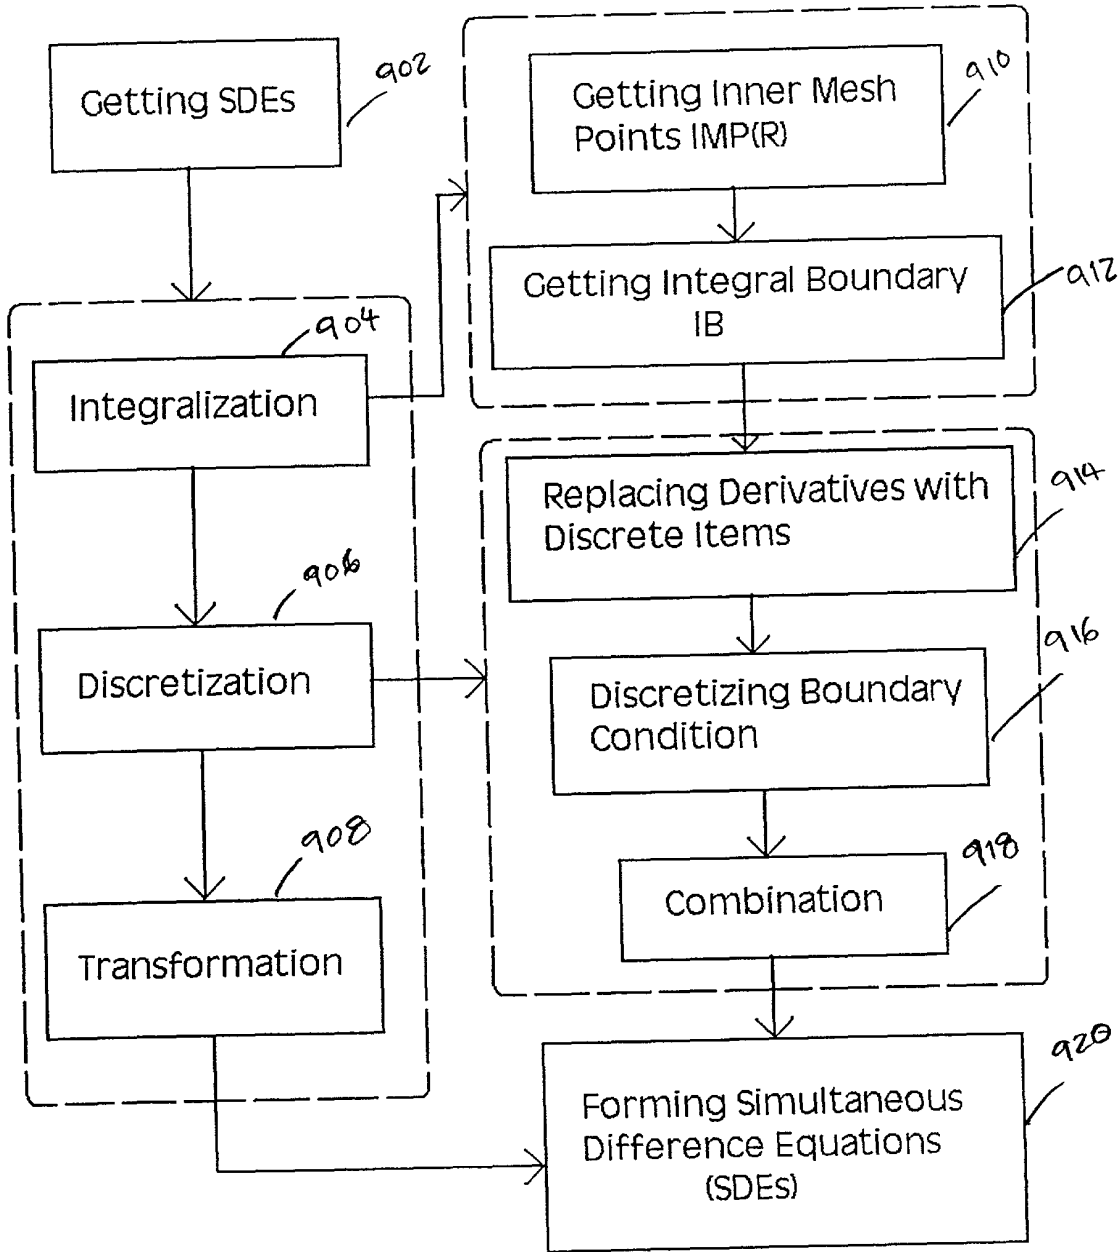 Getting SDEs
902
904
Integralization
906
Discretization
908
Transformation
Getting Inner Mesh
Points IMP(R)
910
Getting Integral Boundary
IB
912
Replacing Derivatives with
Discrete Items
914
Discretizing Boundary
Condition
916
Combination
918
Forming Simultaneous
Difference Equations
(SDEs)
920